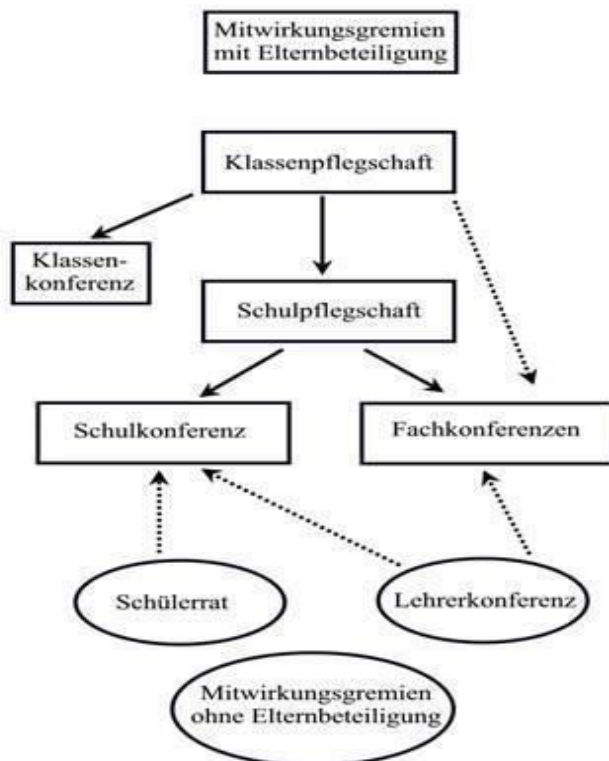 Mitwirkungsgremien
mit Elternbeteiligung
Klassenpflegschaft
Klassen-
konferenz
Schulpflegschaft
Schulkonferenz
Fachkonferenzen
Schülerrat
Lehrerkonferenz
Mitwirkungsgremien
ohne Elternbeteiligung